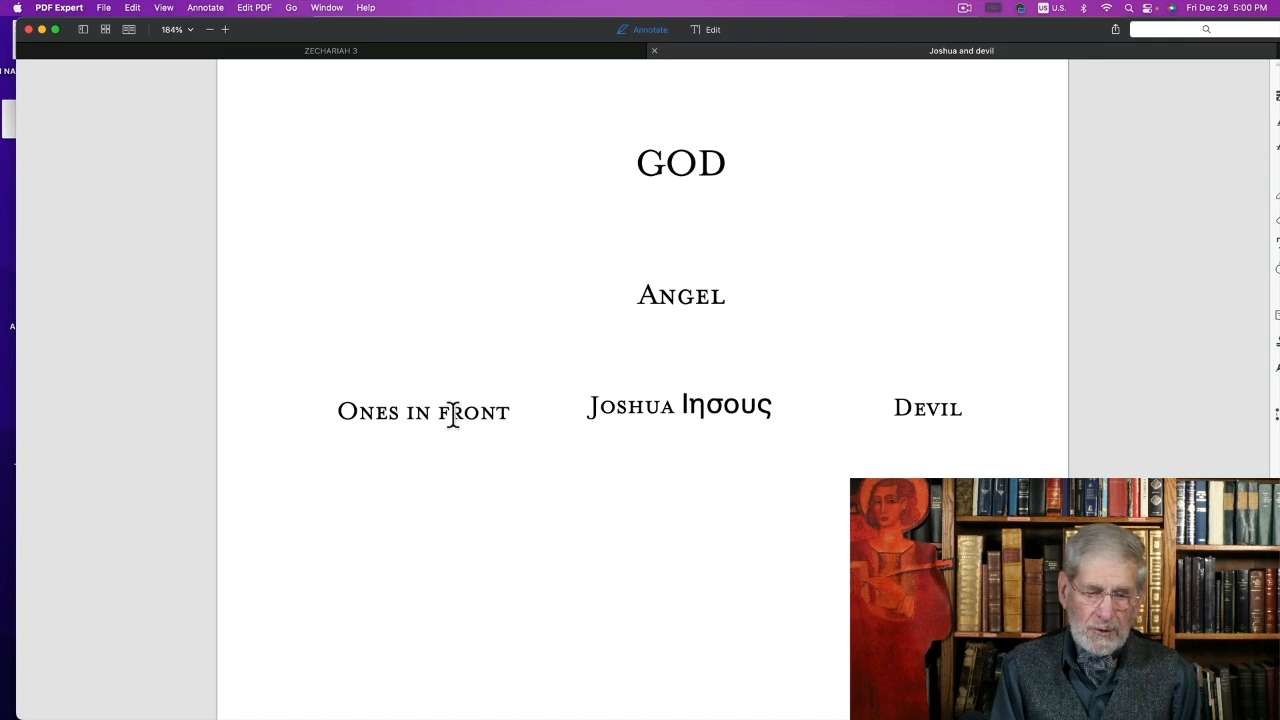 PDF Expert File Edit View Annotate Edit PDF Go Window Help U.S. Fri Dec 29 5:00 PM
184% Annotate Edit
ZECHARIAH 3 Joshua and devil
GOD
Angel
Ones in front Joshua Ιησους Devil